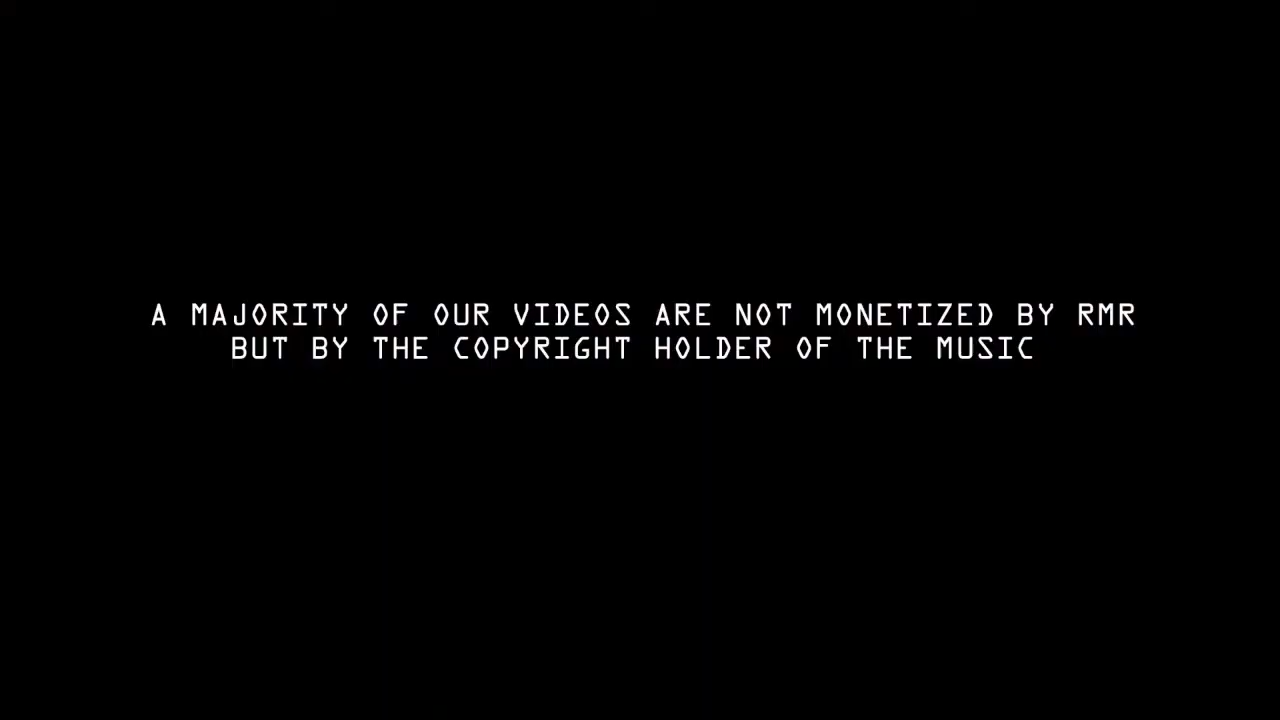 A MAJORITY OF OUR VIDEOS ARE NOT MONETIZED BY RMR
BUT BY THE COPYRIGHT HOLDER OF THE MUSIC